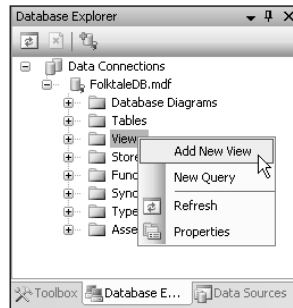 Database Explorer
Data Connections
FolktaleDB.mdf
Database Diagrams
Tables
View
Store
Func
Sync
Type
Asse
Add New View
New Query
Refresh
Properties
Toolbox Database E... Data Sources